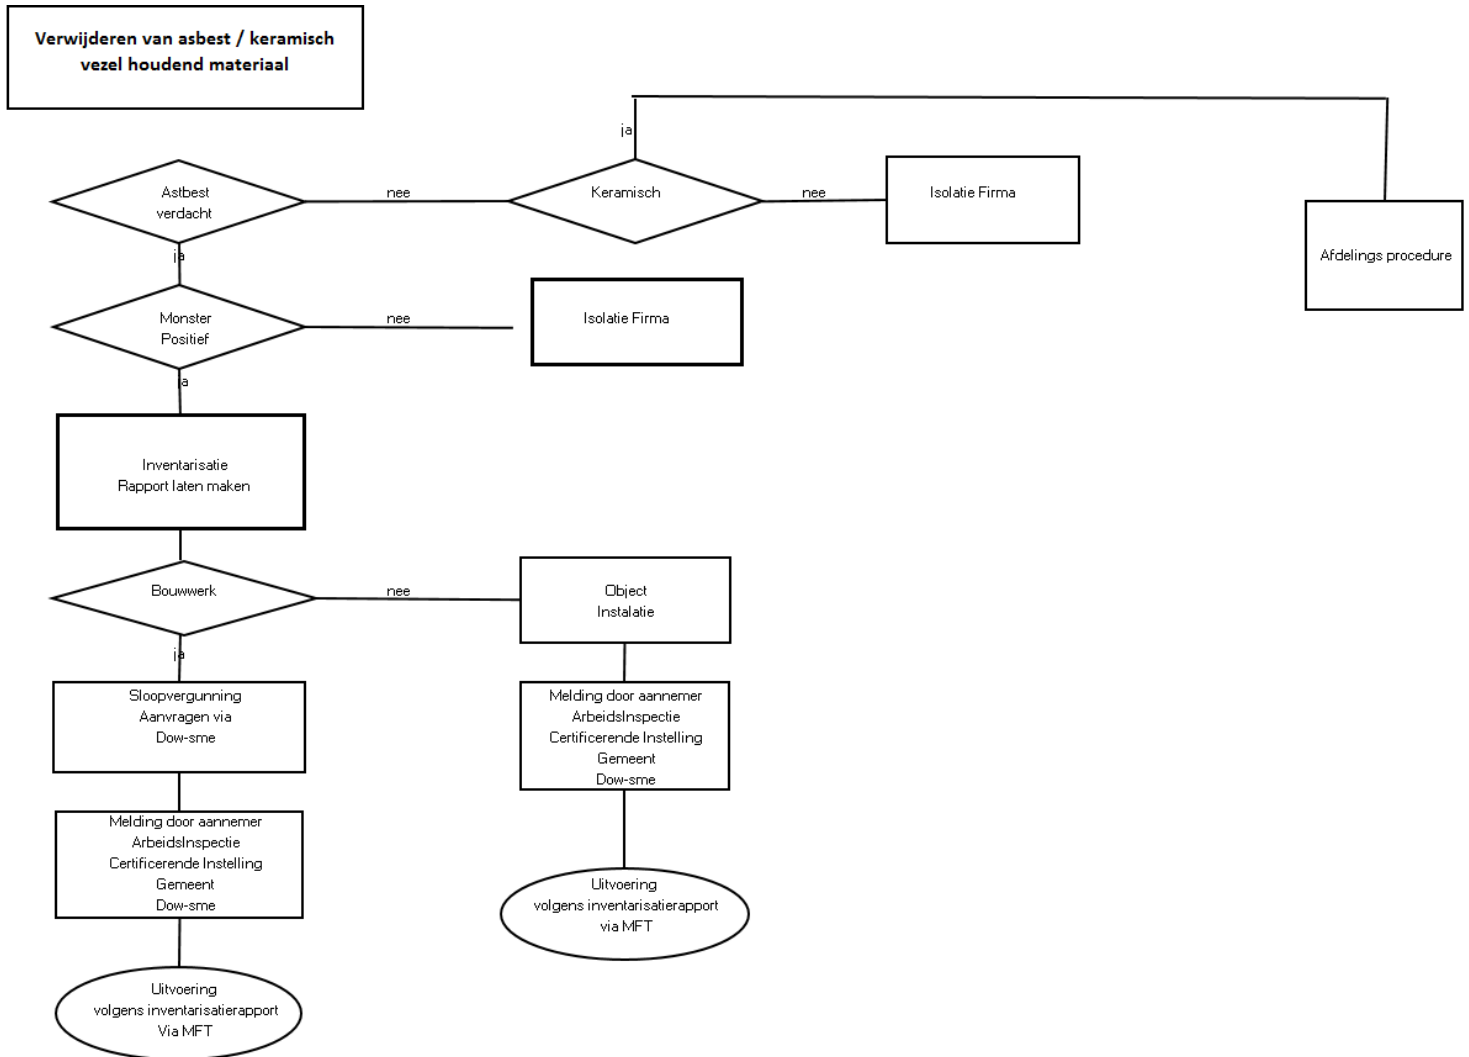 Verwijderen van asbest / keramisch
vezel houdend materiaal
ja
Astbest
verdacht
nee
Keramisch
nee
Isolatie Firma
Afdelings procedure
ja
Monster
Positief
nee
Isolatie Firma
ja
Inventarisatie
Rapport laten maken
Bouwwerk
nee
Object
Instalatie
ja
Sloopvergunning
Aanvragen via
Dow-sme
Melding door aannemer
ArbeidsInspectie
Certificerende Instelling
Gemeent
Dow-sme
Melding door aannemer
ArbeidsInspectie
Certificerende Instelling
Gemeent
Dow-sme
Uitvoering
volgens inventarisatierapport
via MFT
Uitvoering
volgens inventarisatierapport
Via MFT